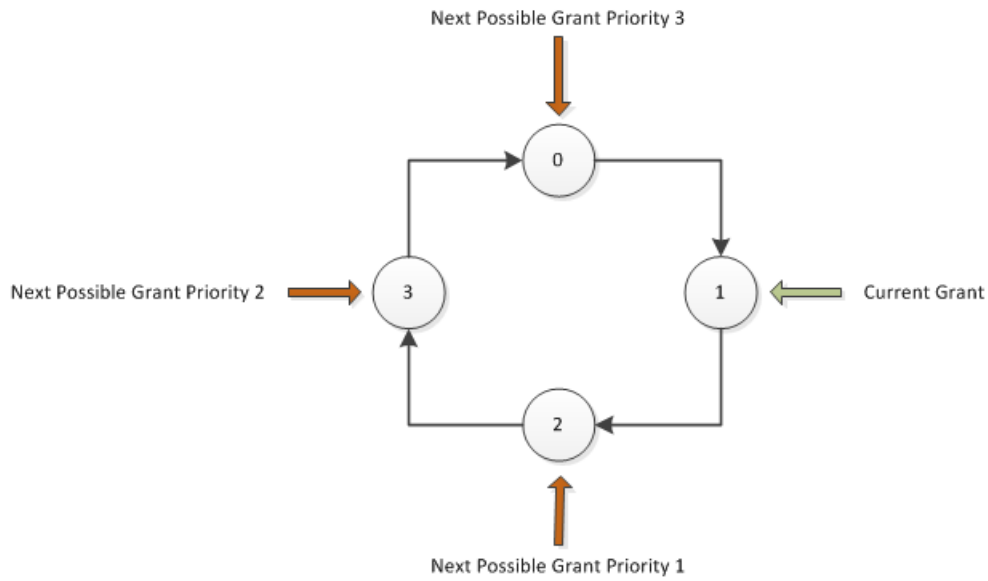 Next Possible Grant Priority 3
0
Next Possible Grant Priority 2
3
1
Current Grant
2
Next Possible Grant Priority 1